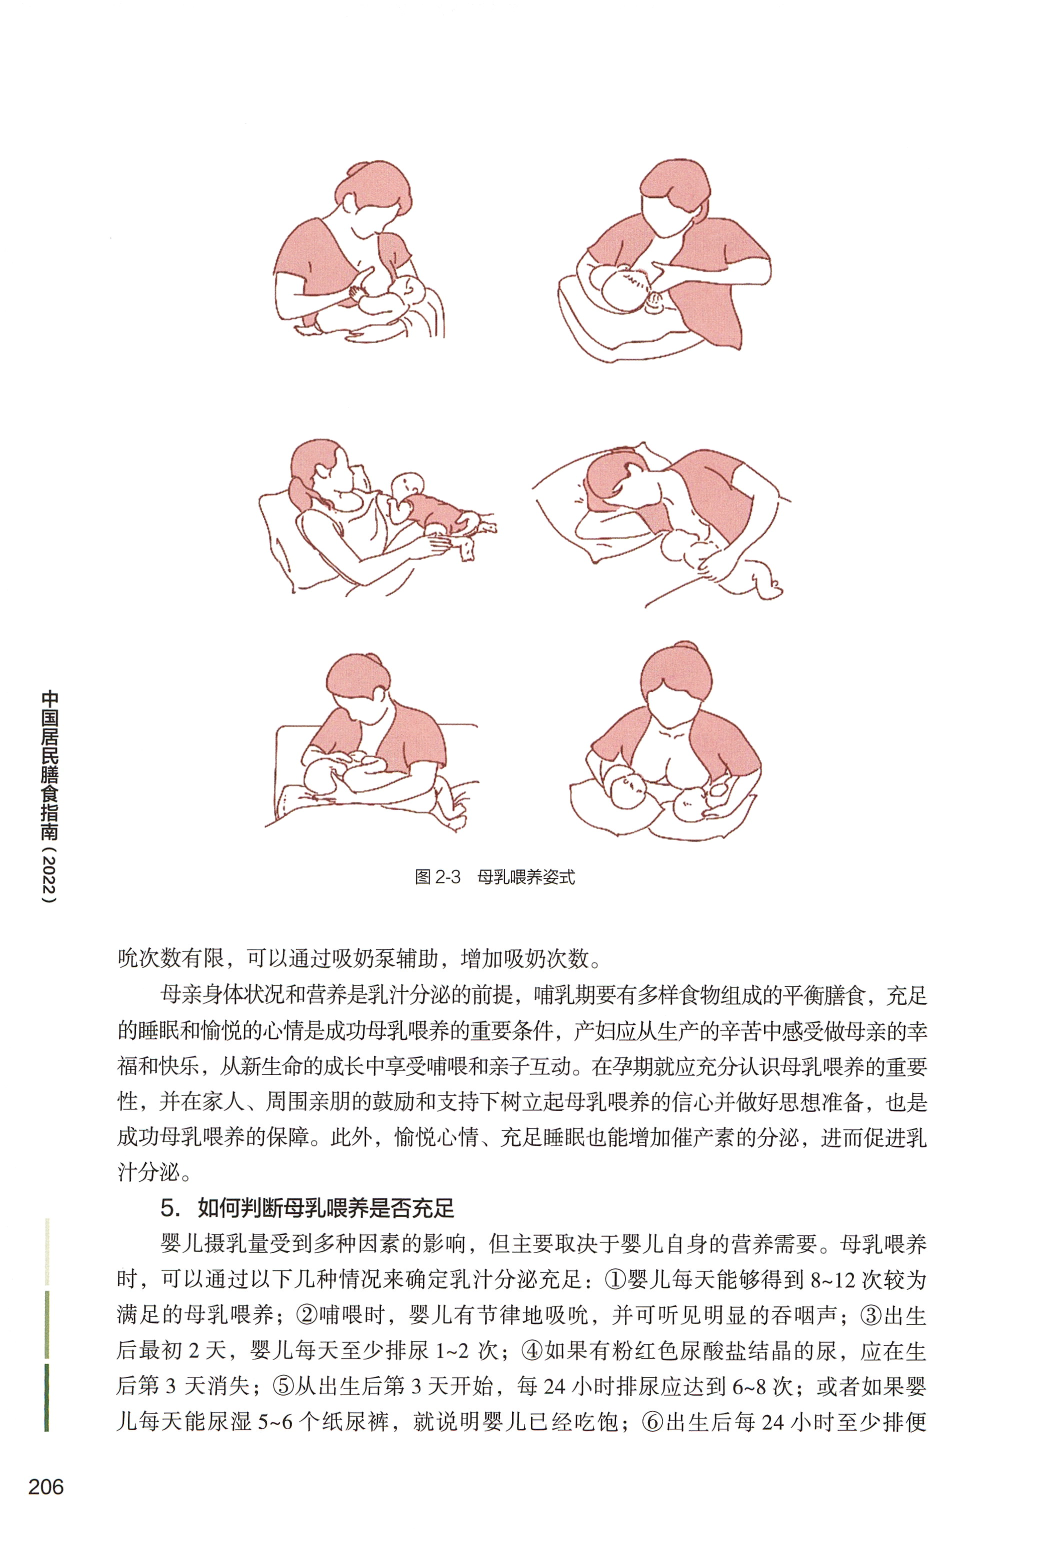 图 2-3　母乳喂养姿式
吮次数有限，可以通过吸奶泵辅助，增加吸奶次数。
母亲身体状况和营养是乳汁分泌的前提，哺乳期要有多样食物组成的平衡膳食，充足
的睡眠和愉悦的心情是成功母乳喂养的重要条件，产妇应从生产的辛苦中感受做母亲的幸
福和快乐，从新生命的成长中享受哺喂和亲子互动。在孕期就应充分认识母乳喂养的重要
性，并在家人、周围亲朋的鼓励和支持下树立起母乳喂养的信心并做好思想准备，也是
成功母乳喂养的保障。此外，愉悦心情、充足睡眠也能增加催产素的分泌，进而促进乳
汁分泌。
5．如何判断母乳喂养是否充足
婴儿摄乳量受到多种因素的影响，但主要取决于婴儿自身的营养需要。母乳喂养
时，可以通过以下几种情况来确定乳汁分泌充足：①婴儿每天能够得到 8~12 次较为
满足的母乳喂养；②哺喂时，婴儿有节律地吸吮，并可听见明显的吞咽声；③出生
后最初 2 天，婴儿每天至少排尿 1~2 次；④如果有粉红色尿酸盐结晶的尿，应在生
后第 3 天消失；⑤从出生后第 3 天开始，每 24 小时排尿应达到 6~8 次；或者如果婴
儿每天能尿湿 5~6 个纸尿裤，就说明婴儿已经吃饱；⑥出生后每 24 小时至少排便
中国居民膳食指南（2022）
206